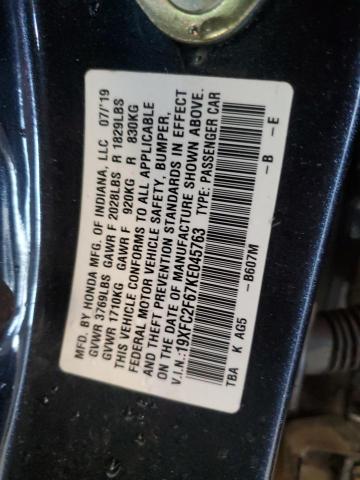 MFD. BY HONDA MFG. OF INDIANA, LLC 07/'19
GVWR 3769LBS GAWR F 2028LBS R 1829LBS
GVWR 1710KG GAWR F 920KG R 830KG
THIS VEHICLE CONFORMS TO ALL APPLICABLE
FEDERAL MOTOR VEHICLE SAFETY, BUMPER,
AND THEFT PREVENTION STANDARDS IN EFFECT
ON THE DATE OF MANUFACTURE SHOWN ABOVE.
V.I.N.: 19XFC2F67KE045763 TYPE: PASSENGER CAR
TBA K AG5 -B607M -B -E